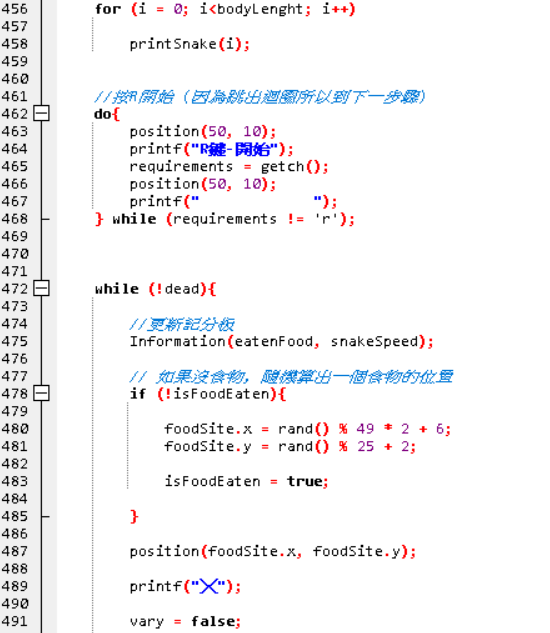 456 for (i = 0; i<bodyLenght; i++)
457
458 printSnake(i);
459
460
461 //按R開始 (因為跳出迴圈所以到下一步驟)
462 do{
463 position(50, 10);
464 printf("R鍵-開始");
465 requirements = getch();
466 position(50, 10);
467 printf("                ");
468 } while (requirements != 'r');
469
470
471
472 while (!dead){
473
474 //更新記分板
475 Information(eatenFood, snakeSpeed);
476
477 // 如果沒食物, 隨機算出一個食物的位置
478 if (!isFoodEaten){
479
480 foodSite.x = rand() % 49 * 2 + 6;
481 foodSite.y = rand() % 25 + 2;
482
483 isFoodEaten = true;
484
485 }
486
487 position(foodSite.x, foodSite.y);
488
489 printf("╳");
490
491 vary = false;